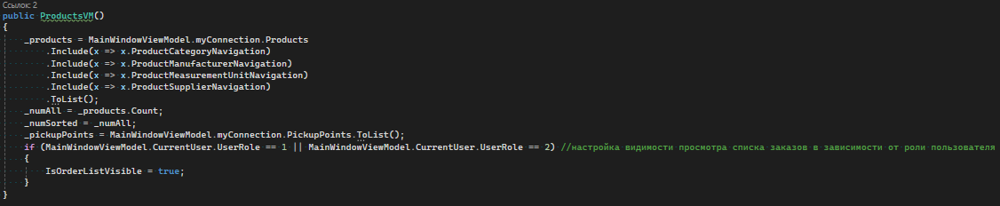 Ссылок: 2
public ProductsVM()
{
    _products = MainWindowViewModel.myConnection.Products
        .Include(x => x.ProductCategoryNavigation)
        .Include(x => x.ProductManufacturerNavigation)
        .Include(x => x.ProductMeasurementUnitNavigation)
        .Include(x => x.ProductSupplierNavigation)
        .ToList();
    _numAll = _products.Count;
    _numSorted = _numAll;
    _pickupPoints = MainWindowViewModel.myConnection.PickupPoints.ToList();
    if (MainWindowViewModel.CurrentUser.UserRole == 1 || MainWindowViewModel.CurrentUser.UserRole == 2) //настройка видимости просмотра списка заказов в зависимости от роли пользователя
    {
        IsOrderListVisible = true;
    }
}